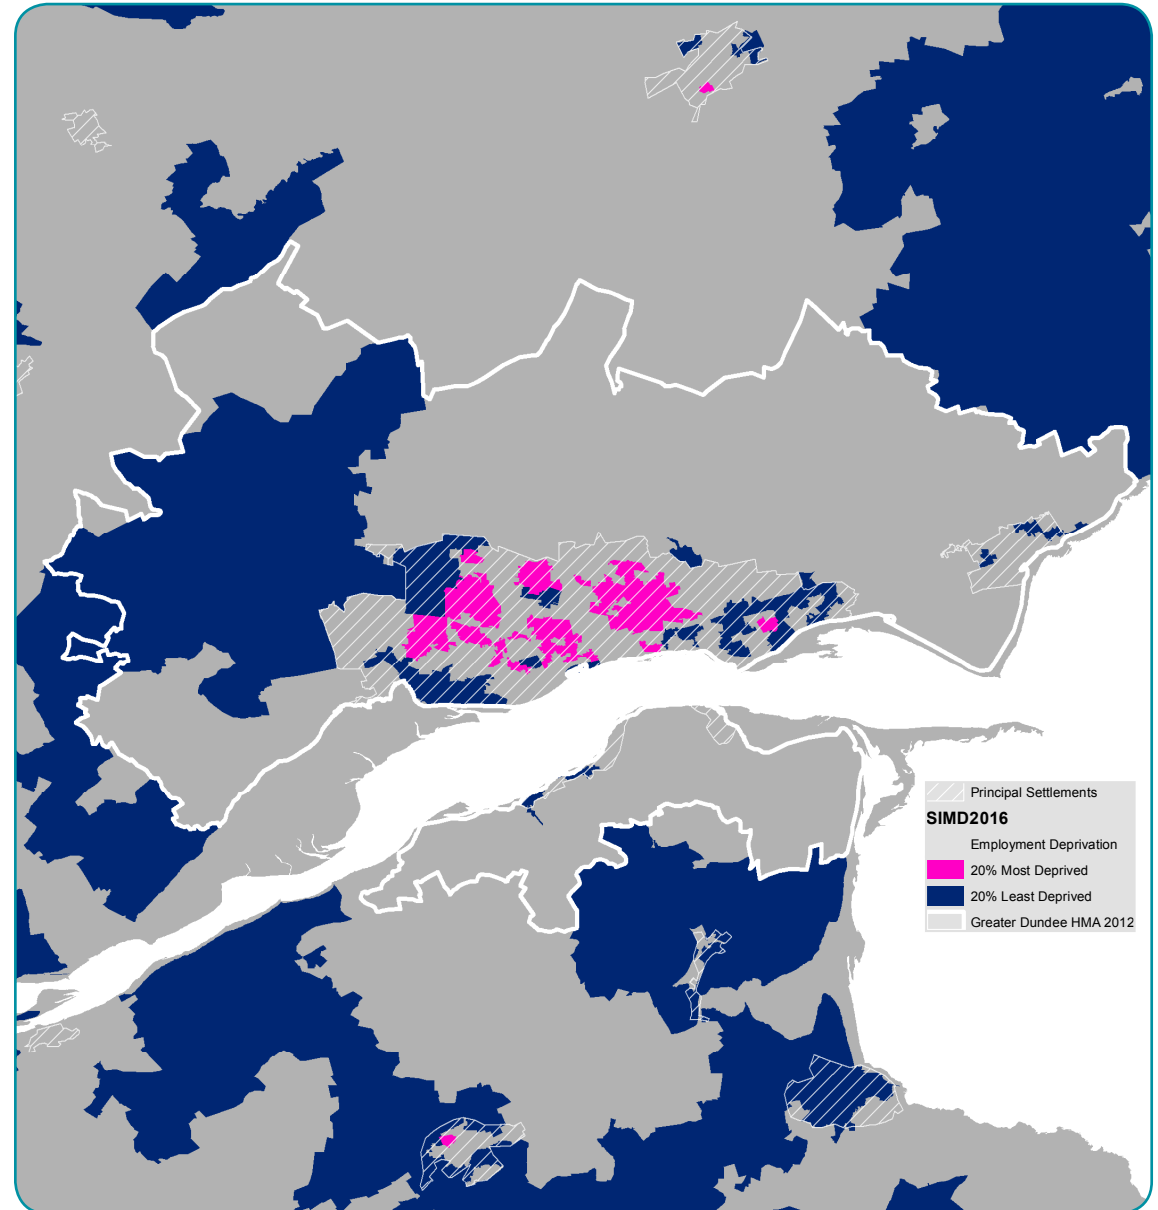 Principal Settlements
SIMD2016
Employment Deprivation
20% Most Deprived
20% Least Deprived
Greater Dundee HMA 2012